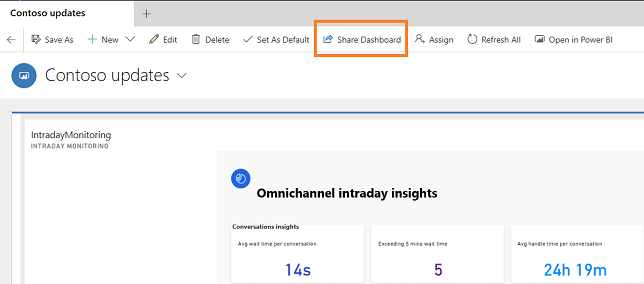 Contoso updates
Save As New Edit Delete Set As Default Share Dashboard Assign Refresh All Open in Power BI
Contoso updates
IntradayMonitoring
INTRADAY MONITORING
Omnichannel intraday insights
Conversations insights
Avg wait time per conversation Exceeding 5 mins wait time Avg handle time per conversation
14s 5 24h 19m